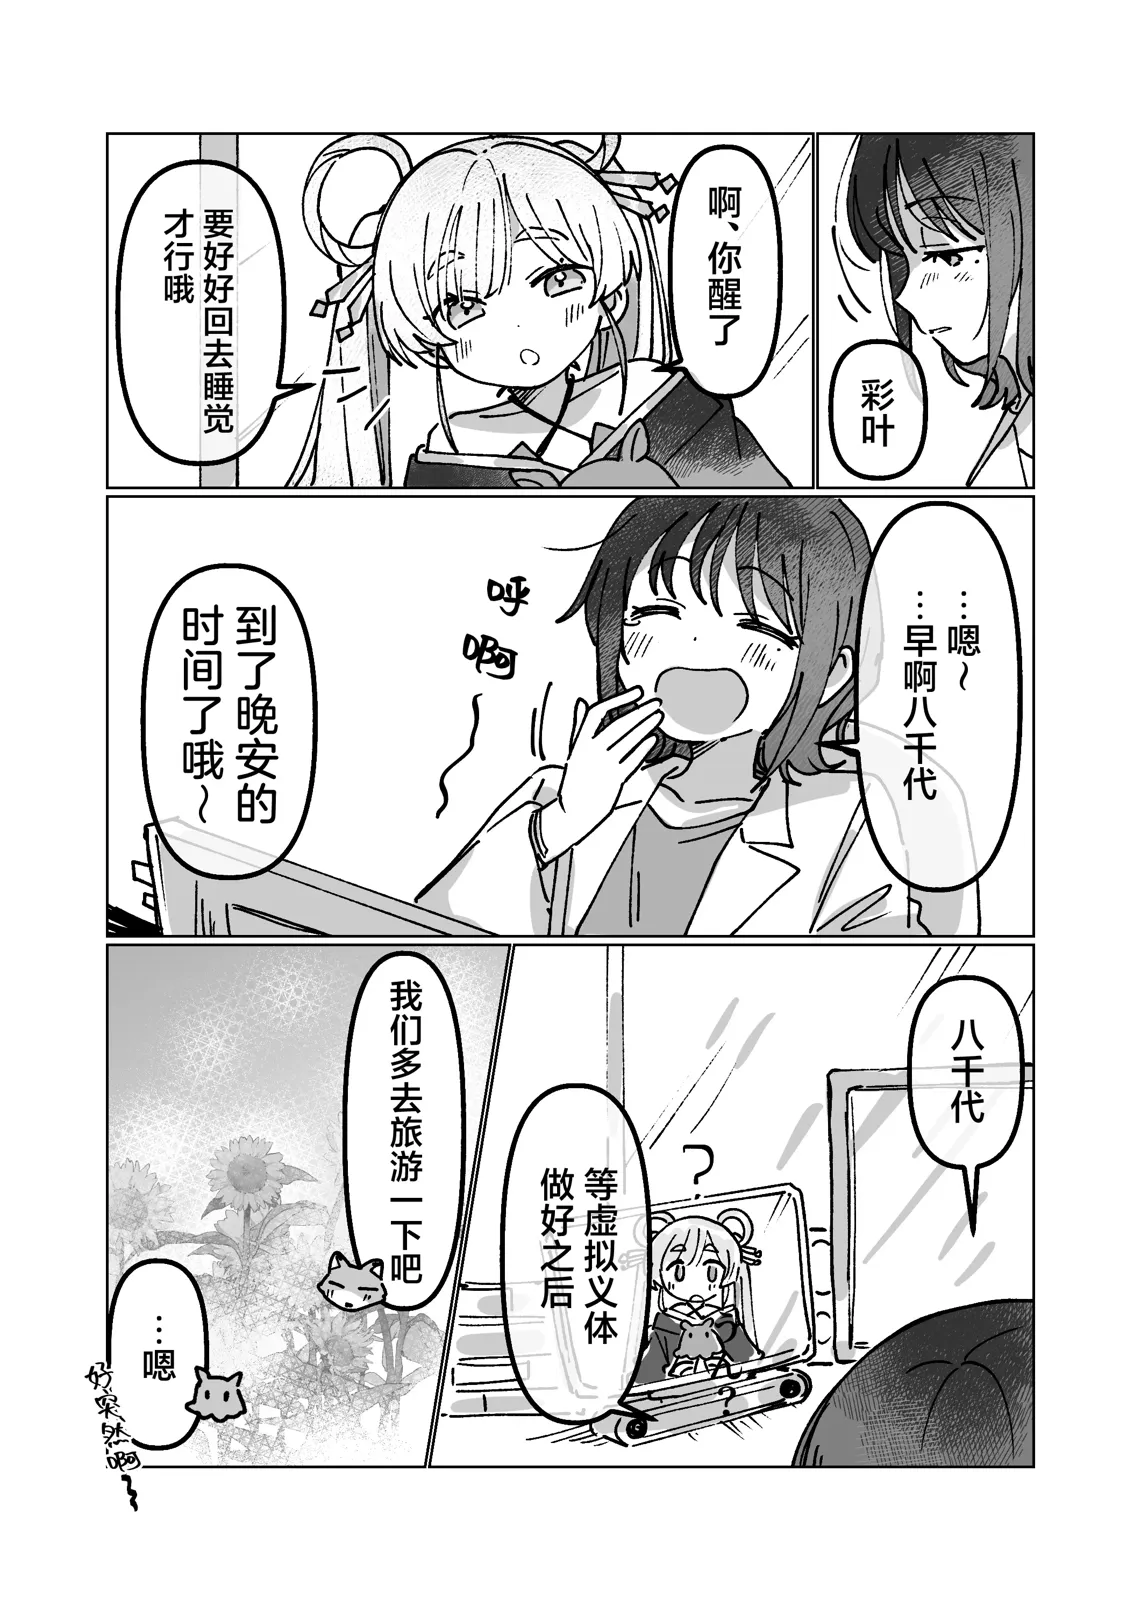 彩叶
啊、你醒了
要好好回去睡觉
才行哦
…嗯~
…早啊八千代
呼
啊
到了晚安的
时间了哦~
八千代
?
等虚拟义体
做好之后
?
我们多去旅游一下吧
…嗯
好突然啊~